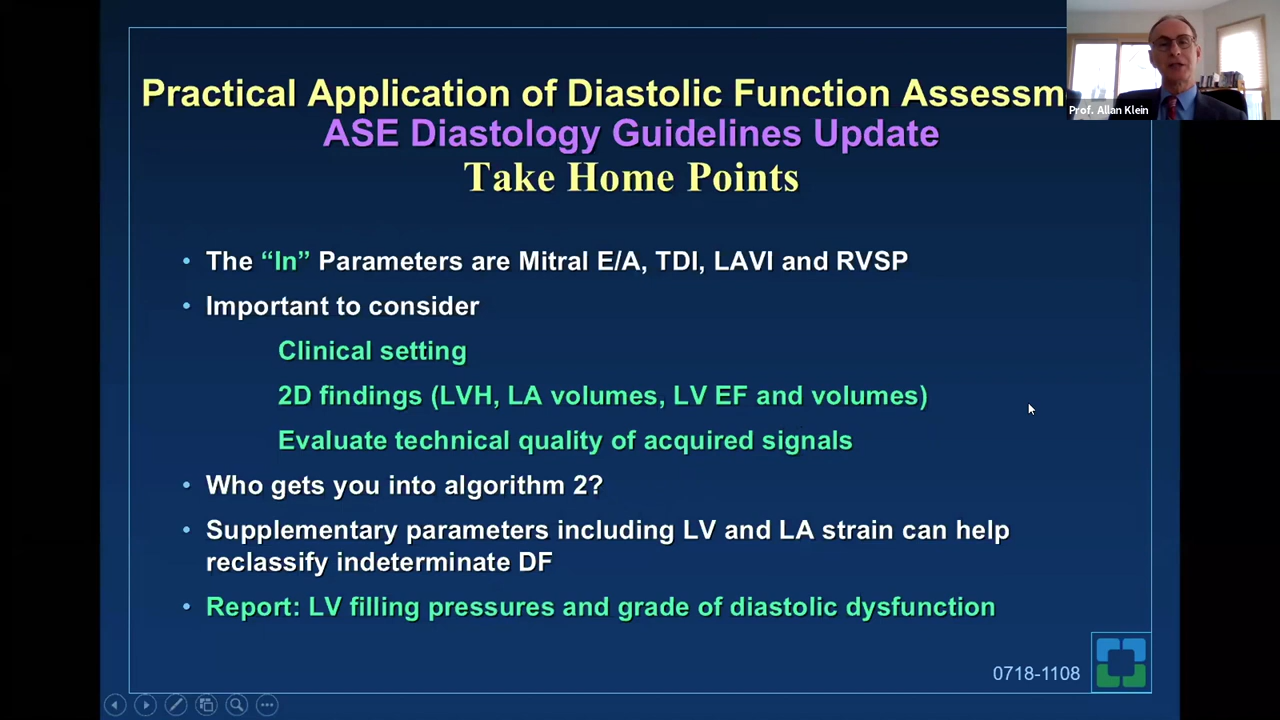 Practical Application of Diastolic Function Assessm
ASE Diastology Guidelines Update
Take Home Points
Prof. Allan Klein
• The “In” Parameters are Mitral E/A, TDI, LAVI and RVSP
• Important to consider
Clinical setting
2D findings (LVH, LA volumes, LV EF and volumes)
Evaluate technical quality of acquired signals
• Who gets you into algorithm 2?
• Supplementary parameters including LV and LA strain can help
reclassify indeterminate DF
• Report: LV filling pressures and grade of diastolic dysfunction
0718-1108